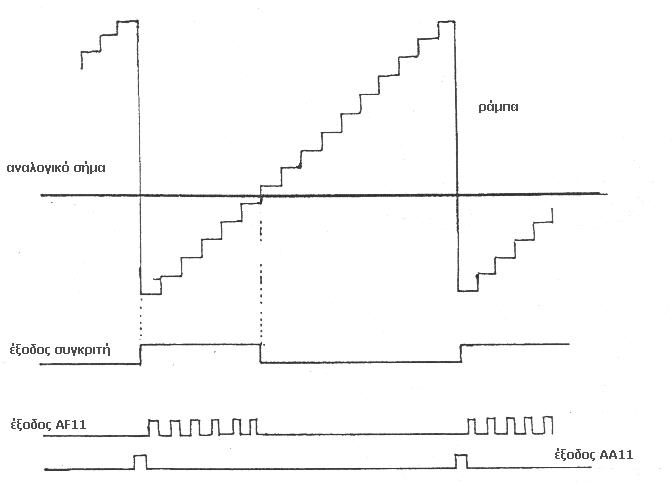 ράμπα
αναλογικό σήμα
έξοδος συγκριτή
έξοδος AF11
έξοδος AA11